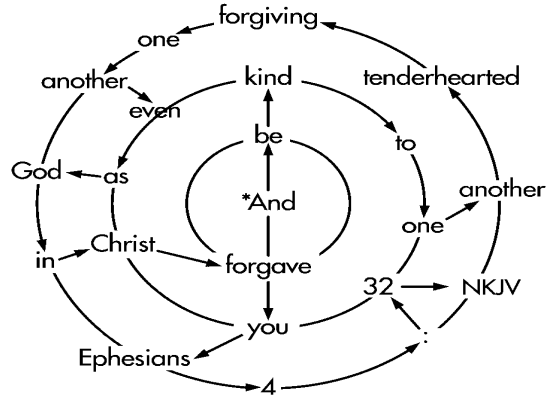 *And
be
kind
to
one
another
tenderhearted
forgiving
one
another
even
as
God
in
Christ
forgave
you
Ephesians
4
:
32
NKJV